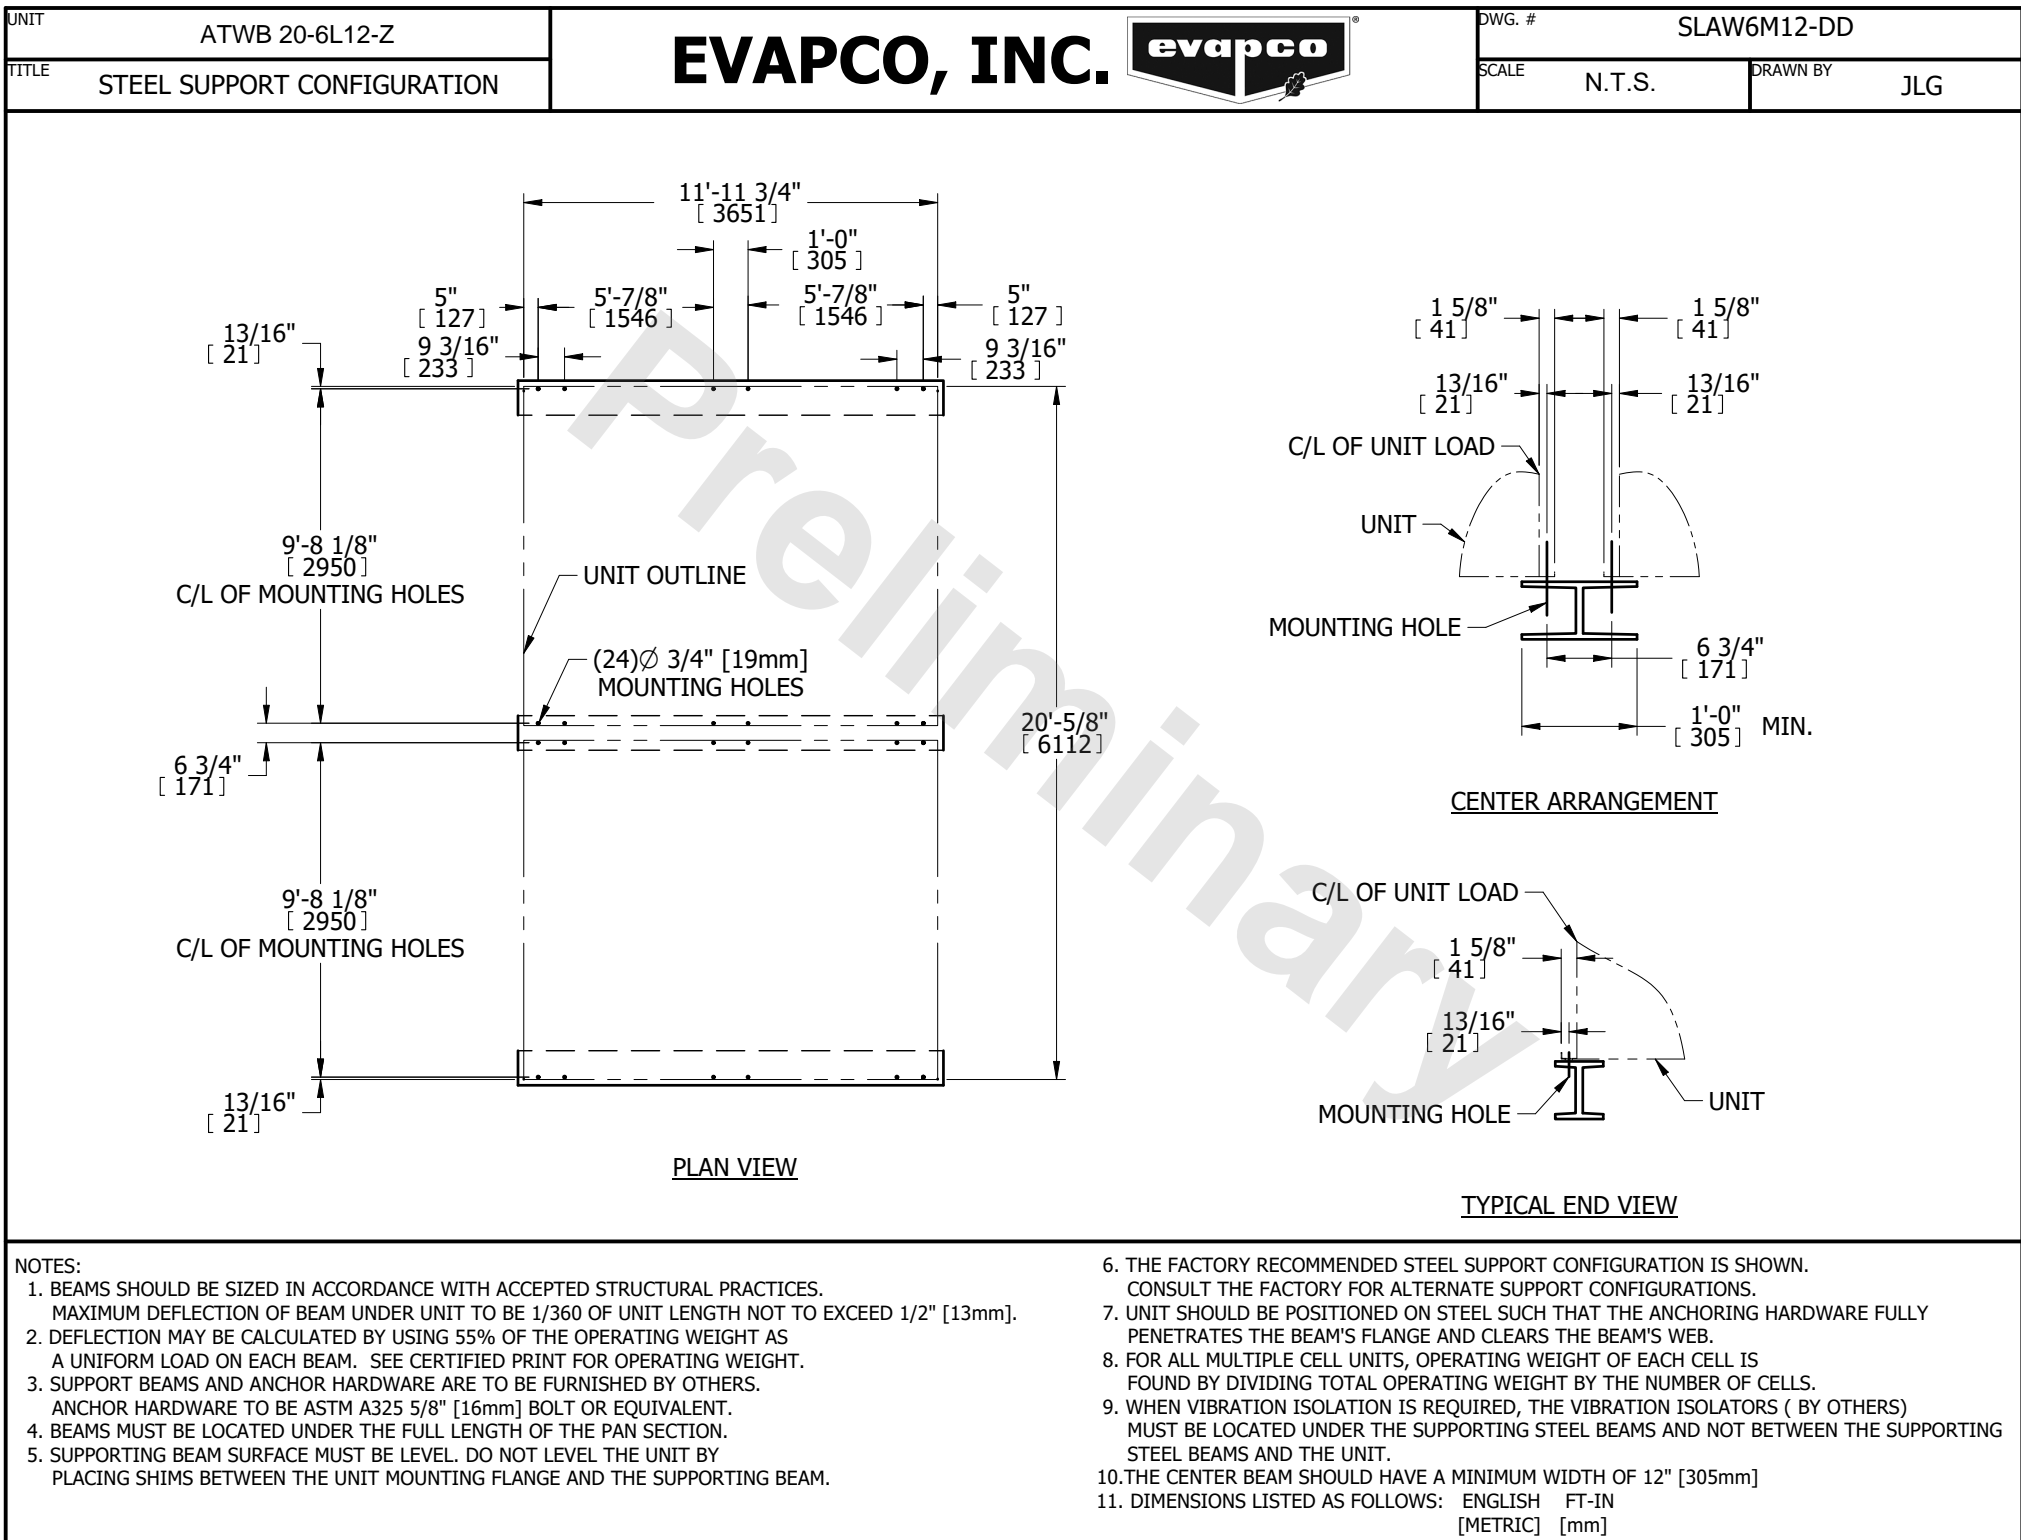 UNIT
ATWB 20-6L12-Z
TITLE
STEEL SUPPORT CONFIGURATION
EVAPCO, INC.
evapco
®
DWG. #
SLAW6M12-DD
SCALE
N.T.S.
DRAWN BY
JLG
11'-11 3/4"
[ 3651]
1'-0"
[ 305 ]
5"
[ 127]
5'-7/8"
[ 1546 ]
5'-7/8"
[ 1546 ]
5"
[ 127 ]
13/16"
[ 21]
9 3/16"
[ 233 ]
9 3/16"
[ 233 ]
9'-8 1/8"
[ 2950]
C/L OF MOUNTING HOLES
UNIT OUTLINE
(24)Ø 3/4" [19mm]
MOUNTING HOLES
20'-5/8"
[ 6112]
6 3/4"
[ 171]
9'-8 1/8"
[ 2950]
C/L OF MOUNTING HOLES
13/16"
[ 21]
PLAN VIEW
Preliminary
1 5/8"
[ 41]
1 5/8"
[ 41]
13/16"
[ 21]
13/16"
[ 21]
C/L OF UNIT LOAD
UNIT
MOUNTING HOLE
6 3/4"
[ 171]
1'-0"
[ 305]
MIN.
CENTER ARRANGEMENT
C/L OF UNIT LOAD
1 5/8"
[ 41]
13/16"
[ 21]
MOUNTING HOLE
UNIT
TYPICAL END VIEW
NOTES:
1. BEAMS SHOULD BE SIZED IN ACCORDANCE WITH ACCEPTED STRUCTURAL PRACTICES.
MAXIMUM DEFLECTION OF BEAM UNDER UNIT TO BE 1/360 OF UNIT LENGTH NOT TO EXCEED 1/2" [13mm].
2. DEFLECTION MAY BE CALCULATED BY USING 55% OF THE OPERATING WEIGHT AS
A UNIFORM LOAD ON EACH BEAM. SEE CERTIFIED PRINT FOR OPERATING WEIGHT.
3. SUPPORT BEAMS AND ANCHOR HARDWARE ARE TO BE FURNISHED BY OTHERS.
ANCHOR HARDWARE TO BE ASTM A325 5/8" [16mm] BOLT OR EQUIVALENT.
4. BEAMS MUST BE LOCATED UNDER THE FULL LENGTH OF THE PAN SECTION.
5. SUPPORTING BEAM SURFACE MUST BE LEVEL. DO NOT LEVEL THE UNIT BY
PLACING SHIMS BETWEEN THE UNIT MOUNTING FLANGE AND THE SUPPORTING BEAM.
6. THE FACTORY RECOMMENDED STEEL SUPPORT CONFIGURATION IS SHOWN.
CONSULT THE FACTORY FOR ALTERNATE SUPPORT CONFIGURATIONS.
7. UNIT SHOULD BE POSITIONED ON STEEL SUCH THAT THE ANCHORING HARDWARE FULLY
PENETRATES THE BEAM'S FLANGE AND CLEARS THE BEAM'S WEB.
8. FOR ALL MULTIPLE CELL UNITS, OPERATING WEIGHT OF EACH CELL IS
FOUND BY DIVIDING TOTAL OPERATING WEIGHT BY THE NUMBER OF CELLS.
9. WHEN VIBRATION ISOLATION IS REQUIRED, THE VIBRATION ISOLATORS ( BY OTHERS)
MUST BE LOCATED UNDER THE SUPPORTING STEEL BEAMS AND NOT BETWEEN THE SUPPORTING
STEEL BEAMS AND THE UNIT.
10.THE CENTER BEAM SHOULD HAVE A MINIMUM WIDTH OF 12" [305mm]
11. DIMENSIONS LISTED AS FOLLOWS: ENGLISH FT-IN
[METRIC] [mm]